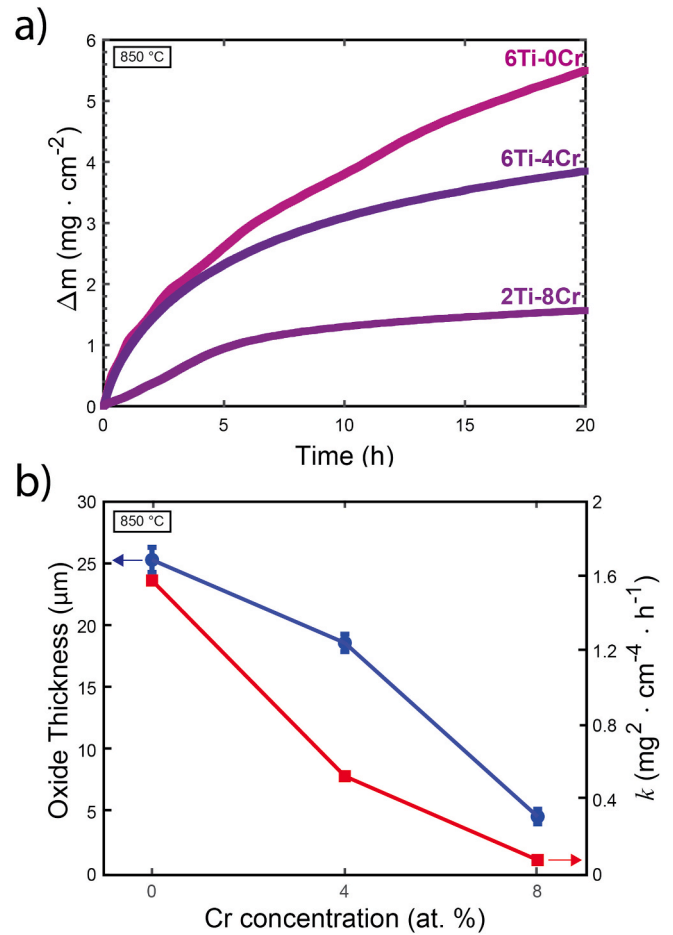 a)
850 °C
6Ti-0Cr
6Ti-4Cr
2Ti-8Cr
6
5
4
3
2
1
0
0 5 10 15 20
Δm (mg · cm⁻²)
Time (h)
b)
850 °C
30
25
20
15
10
5
0
2
1.6
1.2
0.8
0.4
0
0 4 8
Oxide Thickness (μm)
k (mg² · cm⁻⁴ · h⁻¹)
Cr concentration (at. %)